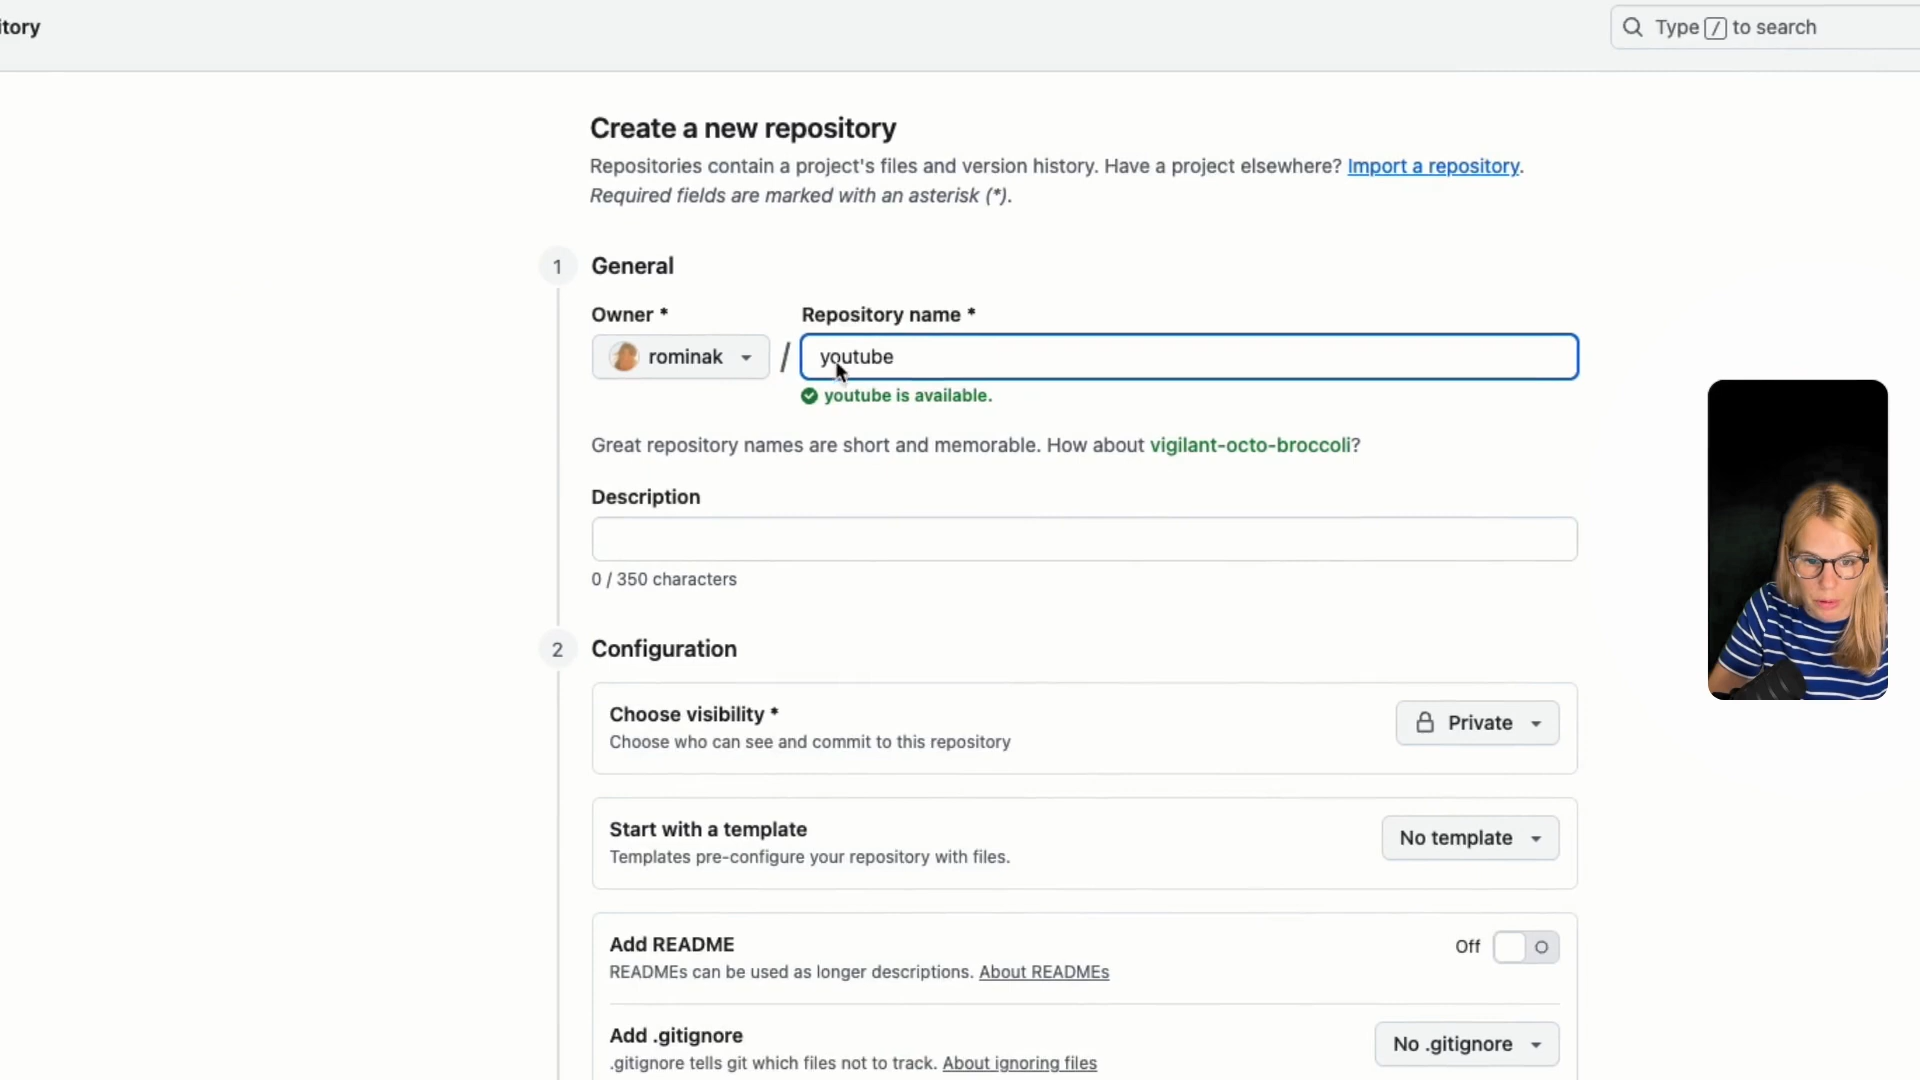 itory
Type / to search
Create a new repository
Repositories contain a project's files and version history. Have a project elsewhere? Import a repository.
Required fields are marked with an asterisk (*).
1 General
Owner * Repository name *
rominak / youtube
youtube is available.
Great repository names are short and memorable. How about vigilant-octo-broccoli?
Description
0 / 350 characters
2 Configuration
Choose visibility *
Private
Choose who can see and commit to this repository
Start with a template
No template
Templates pre-configure your repository with files.
Add README
Off
READMEs can be used as longer descriptions. About READMEs
Add .gitignore
No .gitignore
.gitignore tells git which files not to track. About ignoring files